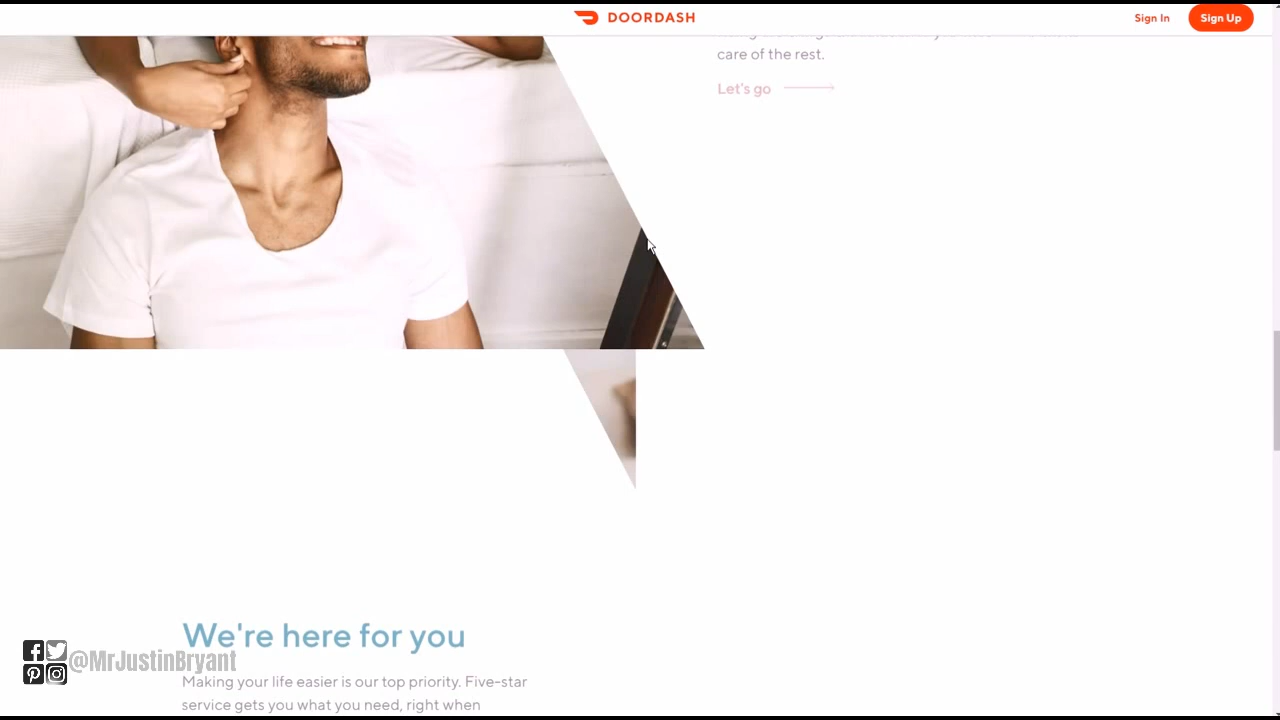 DOORDASH
Sign In
Sign Up
care of the rest.
Let's go
We're here for you
@MrJustinBryant
Making your life easier is our top priority. Five-star
service gets you what you need, right when